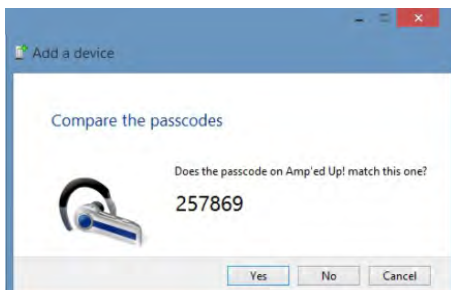 Add a device
Compare the passcodes
Does the passcode on Amp'ed Up! match this one?
257869
Yes No Cancel